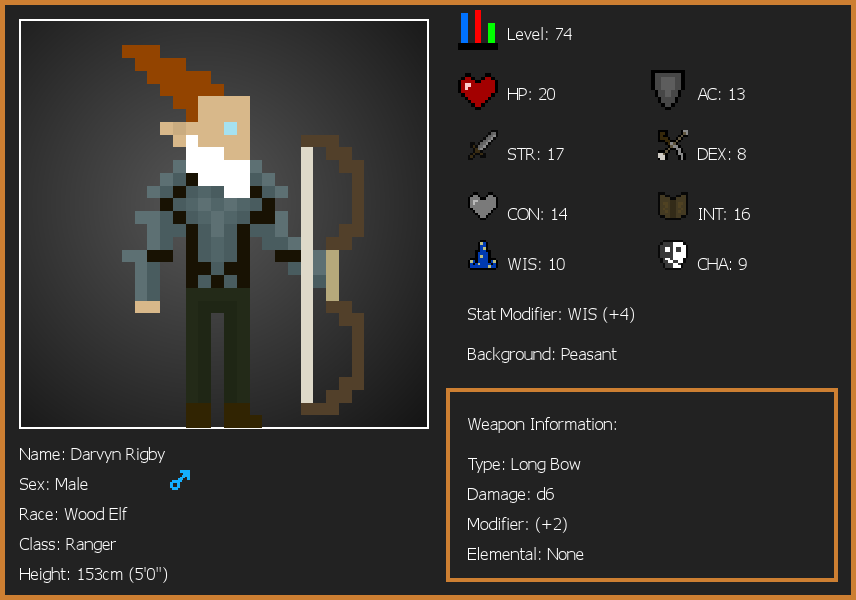 Level: 74
HP: 20
AC: 13
STR: 17
DEX: 8
CON: 14
INT: 16
WIS: 10
CHA: 9
Stat Modifier: WIS (+4)
Background: Peasant
Weapon Information:
Type: Long Bow
Damage: d6
Modifier: (+2)
Elemental: None
Name: Darvyn Rigby
Sex: Male
Race: Wood Elf
Class: Ranger
Height: 153cm (5'0")